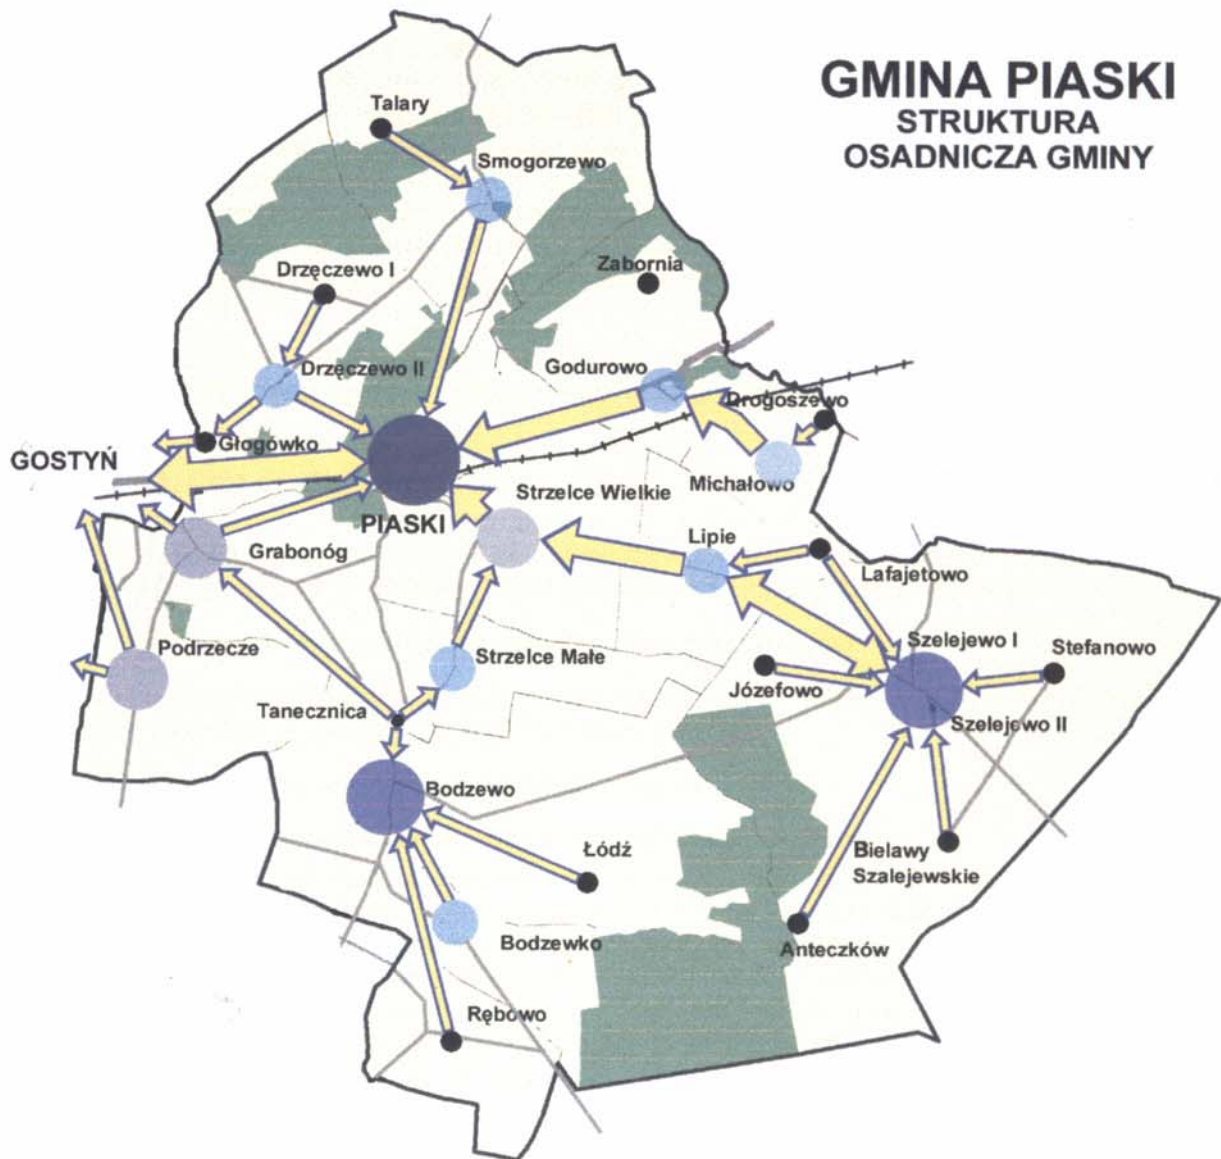 GMINA PIASKI
STRUKTURA
OSADNICZA GMINY
Talary
Smogorzewo
Drzęczewo I
Zabornia
Drzęczewo II
Godurowo
Drogoszewo
GOSTYŃ
Głogówko
Michałowo
Strzelce Wielkie
PIASKI
Lipie
Grabonóg
Lafajetowo
Podrzecze
Strzelce Małe
Szelejewo I
Stefanowo
Józefowo
Tanecznica
Szelejewo II
Bodzewo
Łódź
Bielawy
Szalejewskie
Bodzewko
Anteczków
Rębowo